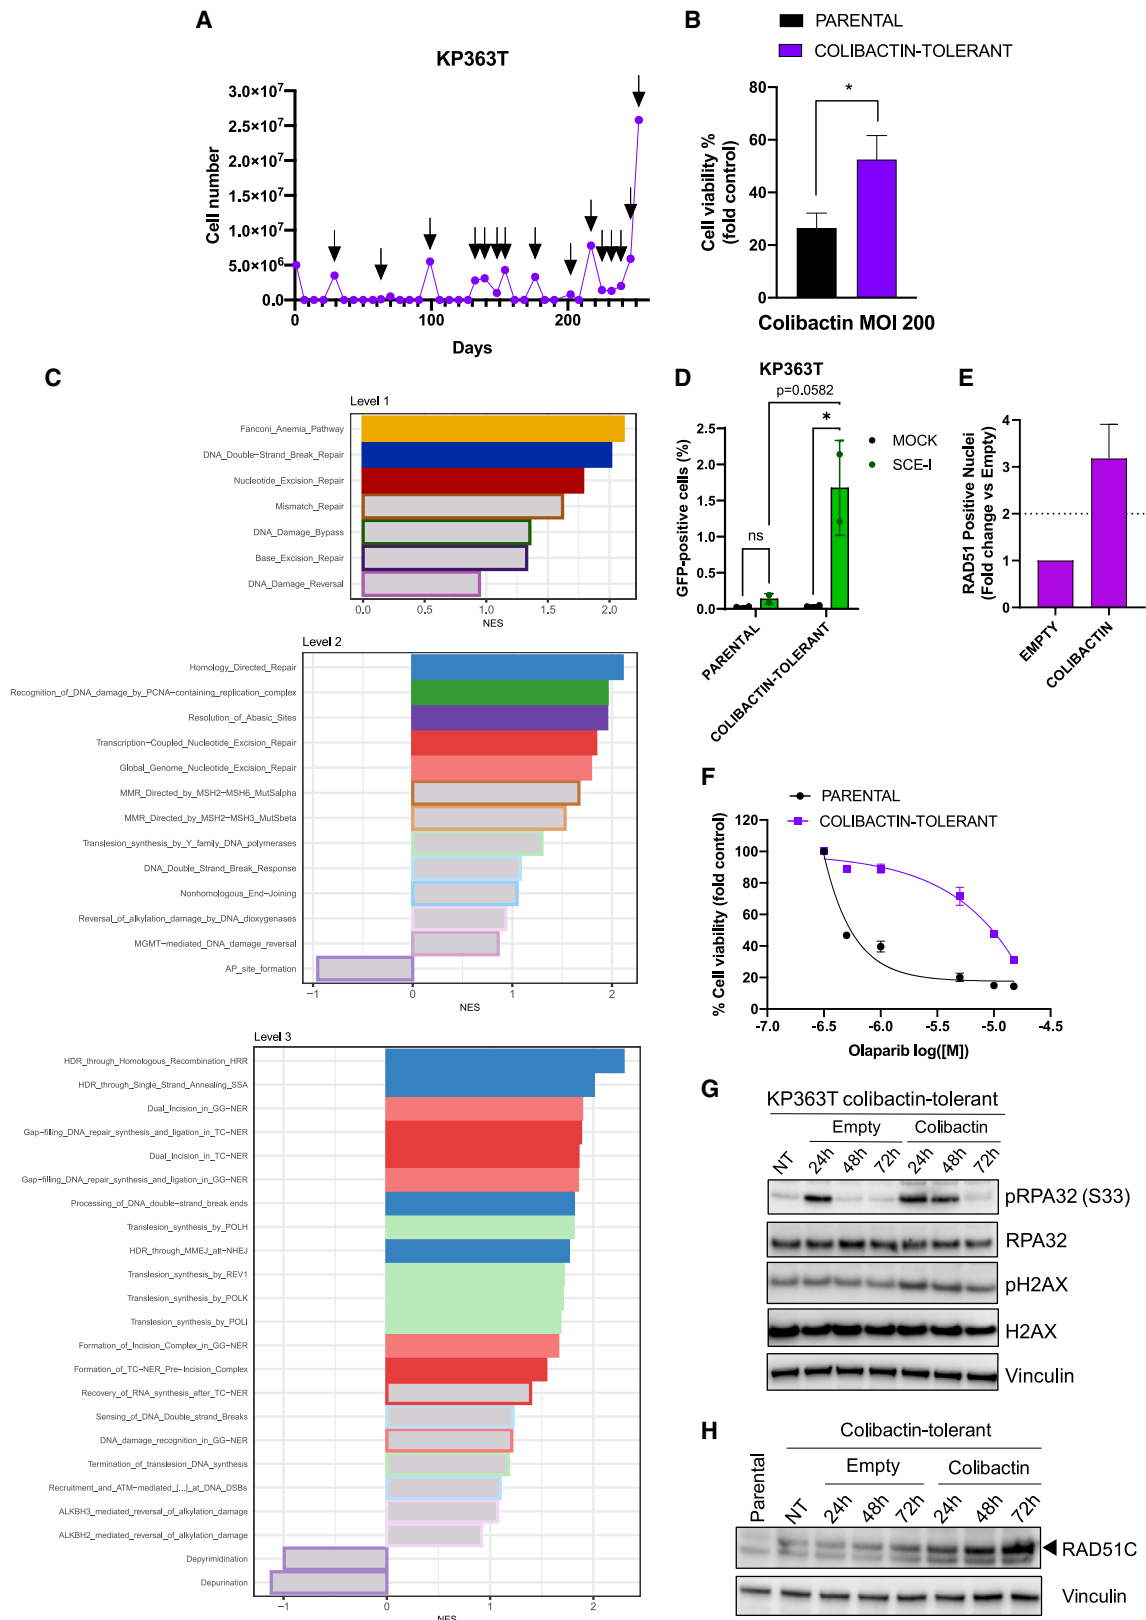 A
KP363T
3.0×10⁷
2.5×10⁷
2.0×10⁷
1.5×10⁷
1.0×10⁷
5.0×10⁶
0.0
Cell number
0
100
200
Days
B
PARENTAL
COLIBACTIN-TOLERANT
80
60
40
20
0
Cell viability %
(fold control)
*
Colibactin MOI 200
C
Level 1
Fanconi_Anemia_Pathway
DNA_Double-Strand_Break_Repair
Nucleotide_Excision_Repair
Mismatch_Repair
DNA_Damage_Bypass
Base_Excision_Repair
DNA_Damage_Reversal
0.0
0.5
1.0
1.5
2.0
NES
Level 2
Homology_Directed_Repair
Recognition_of_DNA_damage_by_PCNA-containing_replication_complex
Resolution_of_Abasic_Sites
Transcription-Coupled_Nucleotide_Excision_Repair
Global_Genome_Nucleotide_Excision_Repair
MMR_Directed_by_MSH2-MSH6_MutSalpha
MMR_Directed_by_MSH2-MSH3_MutSbeta
Translesion_synthesis_by_Y_family_DNA_polymerases
DNA_Double_Strand_Break_Response
Nonhomologous_End-Joining
Reversal_of_alkylation_damage_by_DNA_dioxygenases
MGMT-mediated_DNA_damage_reversal
AP_site_formation
−1
0
1
2
NES
Level 3
HDR_through_Homologous_Recombination_HRR
HDR_through_Single_Strand_Annealing_SSA
Dual_Incision_in_GG-NER
Gap-filling_DNA_repair_synthesis_and_ligation_in_TC-NER
Dual_Incision_in_TC-NER
Gap-filling_DNA_repair_synthesis_and_ligation_in_GG-NER
Processing_of_DNA_double-strand_break ends
Translesion_synthesis_by_POLH
HDR_through_MMEJ_alt-NHEJ
Translesion_synthesis_by_REV1
Translesion_synthesis_by_POLK
Translesion_synthesis_by_POLI
Formation_of_Incision_Complex_in_GG-NER
Formation_of_TC-NER_Pre-Incision_Complex
Recovery_of_RNA_synthesis_after_TC-NER
Sensing_of_DNA_Double_strand_Breaks
DNA_damage_recognition_in_GG-NER
Termination_of_translesion_DNA_synthesis
Recruitment_and_ATM-mediated_[...]_at_DNA_DSBs
ALKBH3_mediated_reversal_of_alkylation_damage
ALKBH2_mediated_reversal_of_alkylation_damage
Depyrimidination
Depurination
−1
0
1
2
NES
D
KP363T
p=0.0582
*
ns
MOCK
SCE-I
2.5
2.0
1.5
1.0
0.5
0.0
GFP-positive cells (%)
PARENTAL
COLIBACTIN-TOLERANT
E
4
3
2
1
0
RAD51 Positive Nuclei
(Fold change vs Empty)
EMPTY
COLIBACTIN
F
PARENTAL
COLIBACTIN-TOLERANT
120
100
80
60
40
20
0
% Cell viability (fold control)
-7.0
-6.5
-6.0
-5.5
-5.0
-4.5
Olaparib log([M])
G
KP363T colibactin-tolerant
Empty
Colibactin
NT
24h
48h
72h
24h
48h
72h
pRPA32 (S33)
RPA32
pH2AX
H2AX
Vinculin
H
Colibactin-tolerant
Empty
Colibactin
Parental
NT
24h
48h
72h
24h
48h
72h
RAD51C
Vinculin